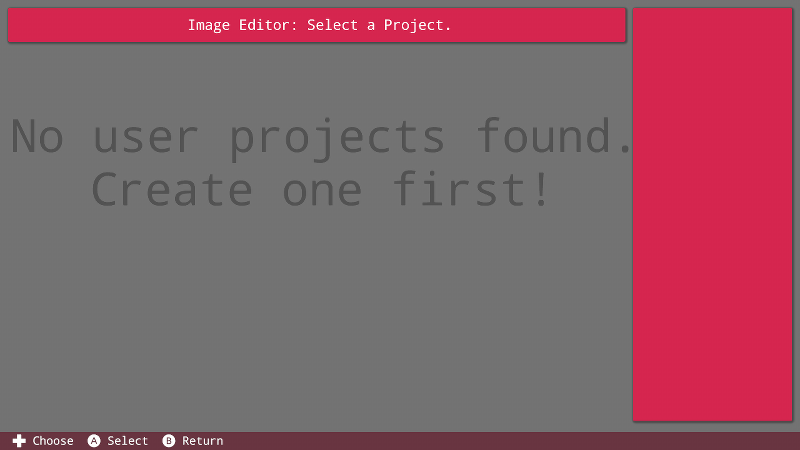 Image Editor: Select a Project.
No user projects found.
Create one first!
Choose A Select B Return